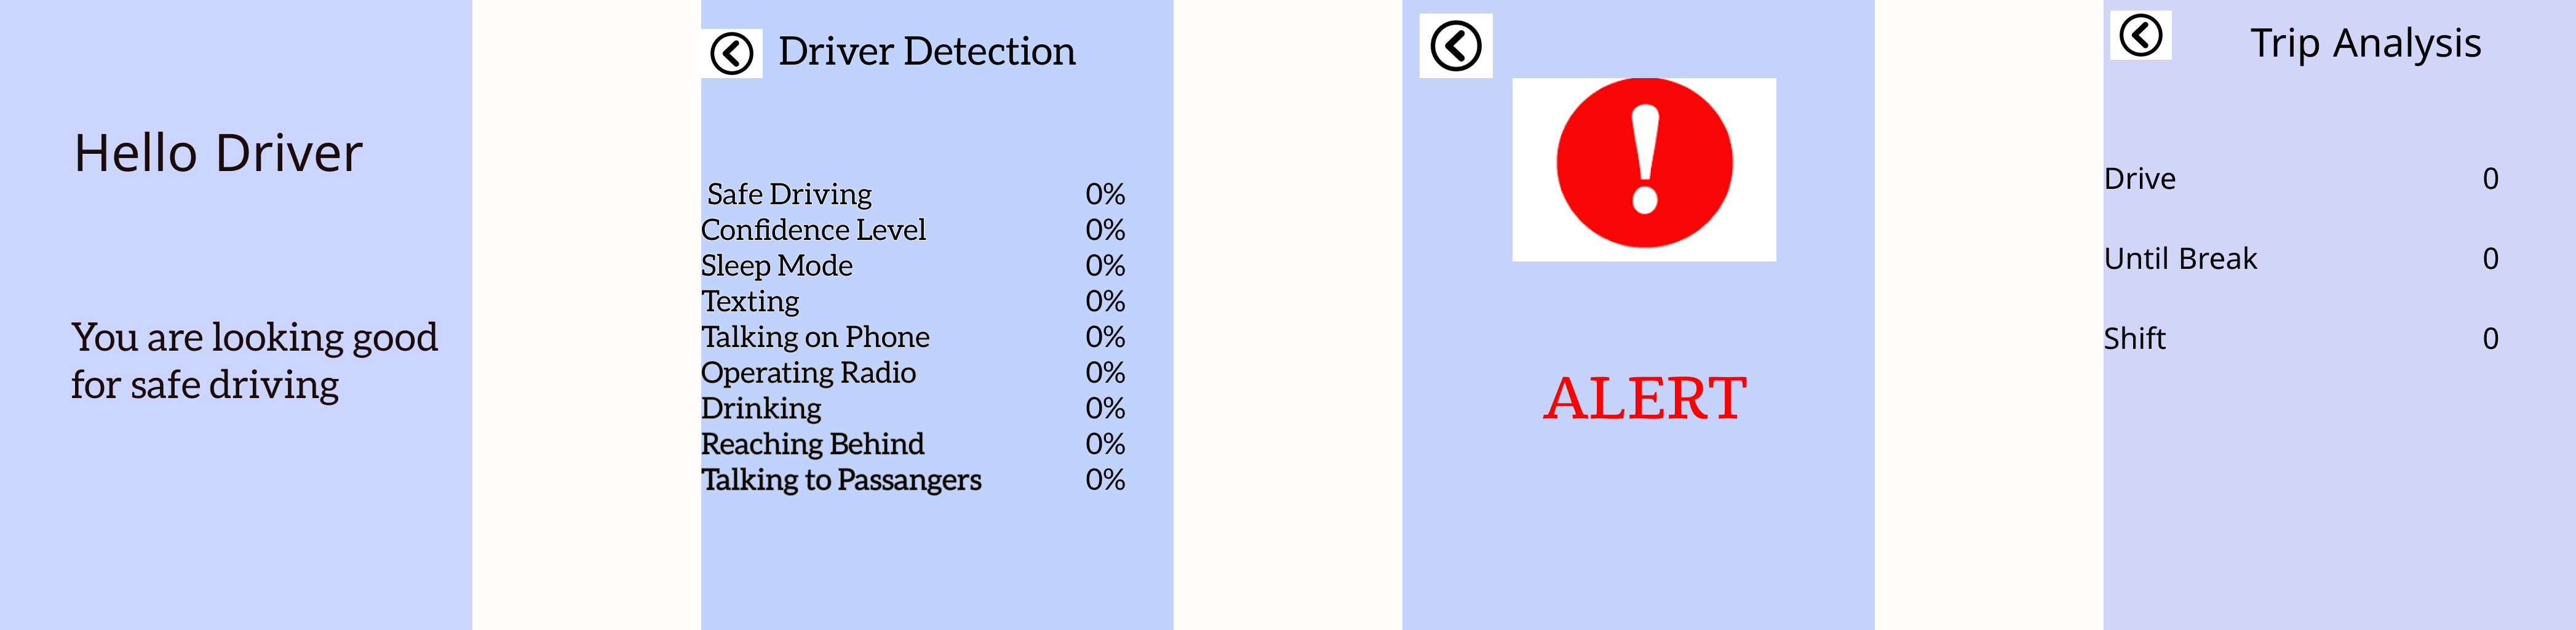 Hello Driver
You are looking good
for safe driving
Driver Detection
Safe Driving 0%
Confidence Level 0%
Sleep Mode 0%
Texting 0%
Talking on Phone 0%
Operating Radio 0%
Drinking 0%
Reaching Behind 0%
Talking to Passangers 0%
ALERT
Trip Analysis
Drive 0
Until Break 0
Shift 0